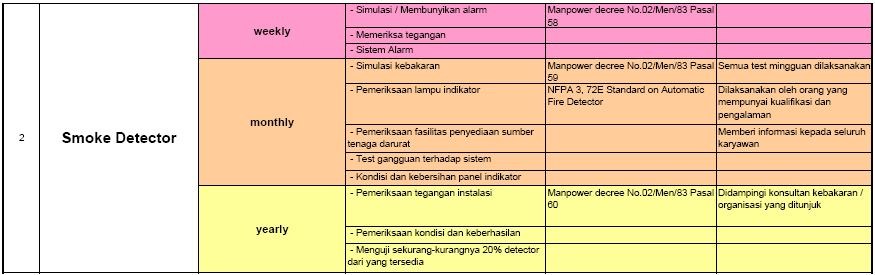 - Simulasi / Membunyikan alarm Manpower decree No.02/Men/83 Pasal
58
weekly
- Memeriksa tegangan
- Sistem Alarm
- Simulasi kebakaran Manpower decree No.02/Men/83 Pasal Semua test mingguan dilaksanakan
59
- Pemeriksaan lampu indikator NFPA 3, 72E Standard on Automatic Dilaksanakan oleh orang yang
Fire Detector mempunyai kualifikasi dan
pengalaman
monthly
2 Smoke Detector
- Pemeriksaan fasilitas penyediaan sumber Memberi informasi kepada seluruh
tenaga darurat karyawan
- Test gangguan terhadap sistem
- Kondisi dan kebersihan panel indikator
- Pemeriksaan tegangan instalasi Manpower decree No.02/Men/83 Pasal Didampingi konsultan kebakaran /
60 organisasi yang ditunjuk
yearly
- Pemeriksaan kondisi dan keberhasilan
- Menguji sekurang-kurangnya 20% detector
dari yang tersedia